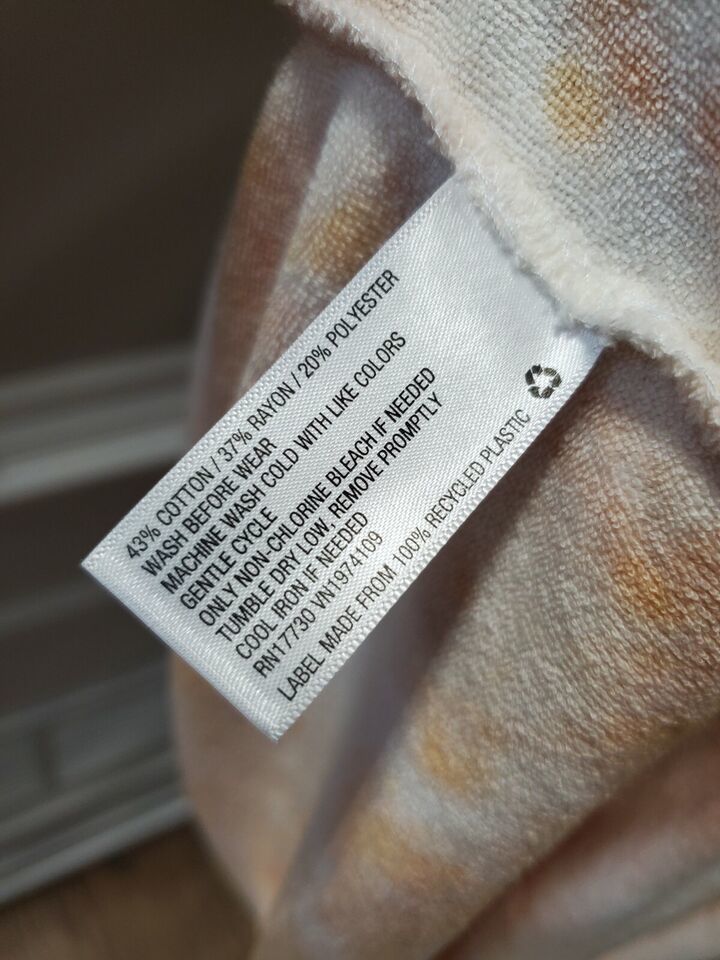 43% COTTON / 37% RAYON / 20% POLYESTER
WASH BEFORE WEAR
MACHINE WASH COLD WITH LIKE COLORS
GENTLE CYCLE
ONLY NON-CHLORINE BLEACH IF NEEDED
TUMBLE DRY LOW, REMOVE PROMPTLY
COOL IRON IF NEEDED
RN17730 VN1974109
LABEL MADE FROM 100% RECYCLED PLASTIC